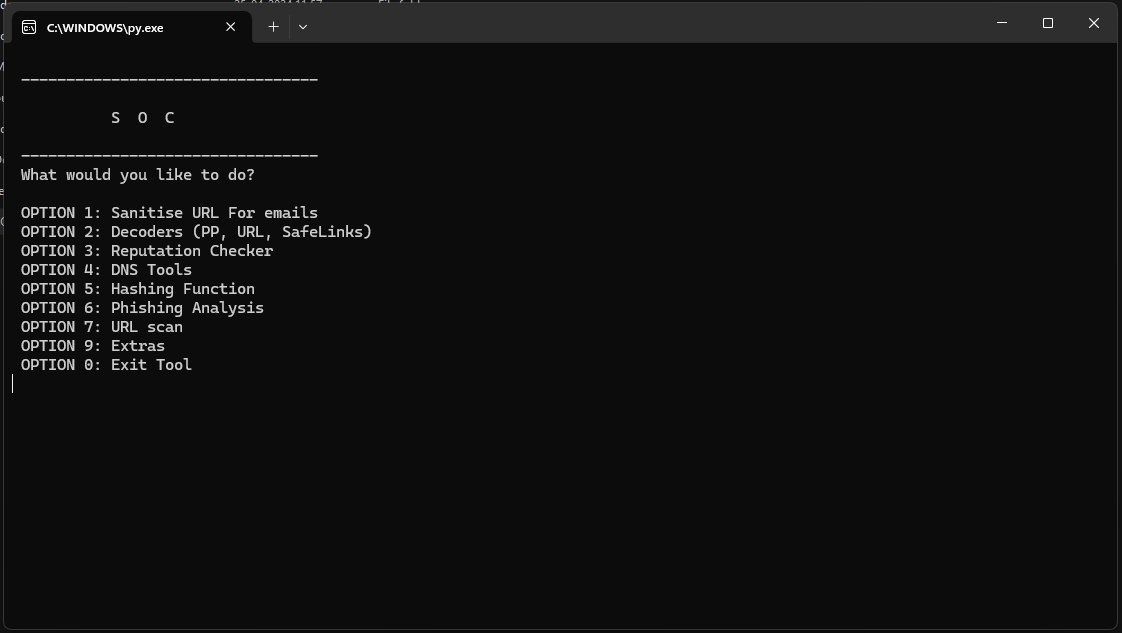 C:\WINDOWS\py.exe
S O C
What would you like to do?
OPTION 1: Sanitise URL For emails
OPTION 2: Decoders (PP, URL, SafeLinks)
OPTION 3: Reputation Checker
OPTION 4: DNS Tools
OPTION 5: Hashing Function
OPTION 6: Phishing Analysis
OPTION 7: URL scan
OPTION 9: Extras
OPTION 0: Exit Tool